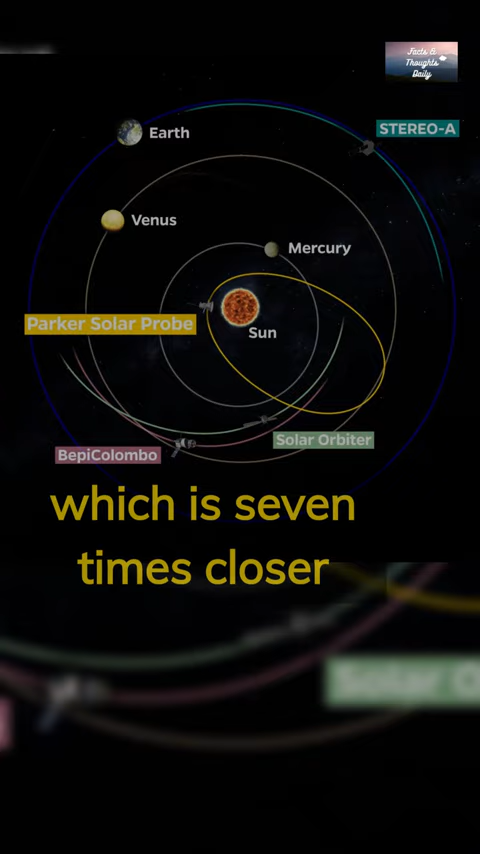 Facts &
Thoughts
Daily
STEREO-A
Earth
Venus
Mercury
Parker Solar Probe
Sun
Solar Orbiter
BepiColombo
which is seven
times closer
Solar O